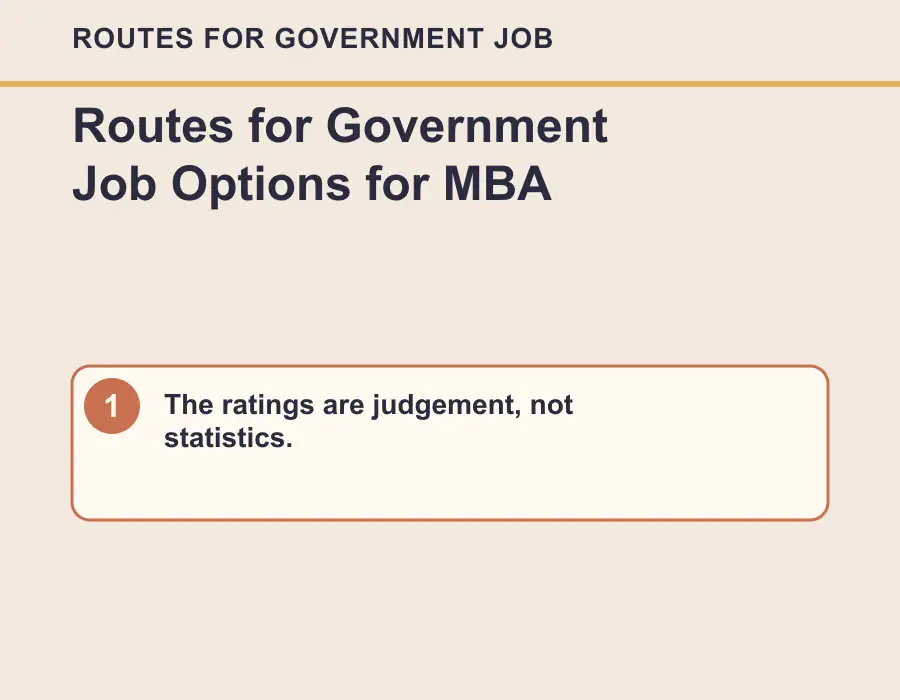 ROUTES FOR GOVERNMENT JOB
Routes for Government
Job Options for MBA
1
The ratings are judgement, not
statistics.